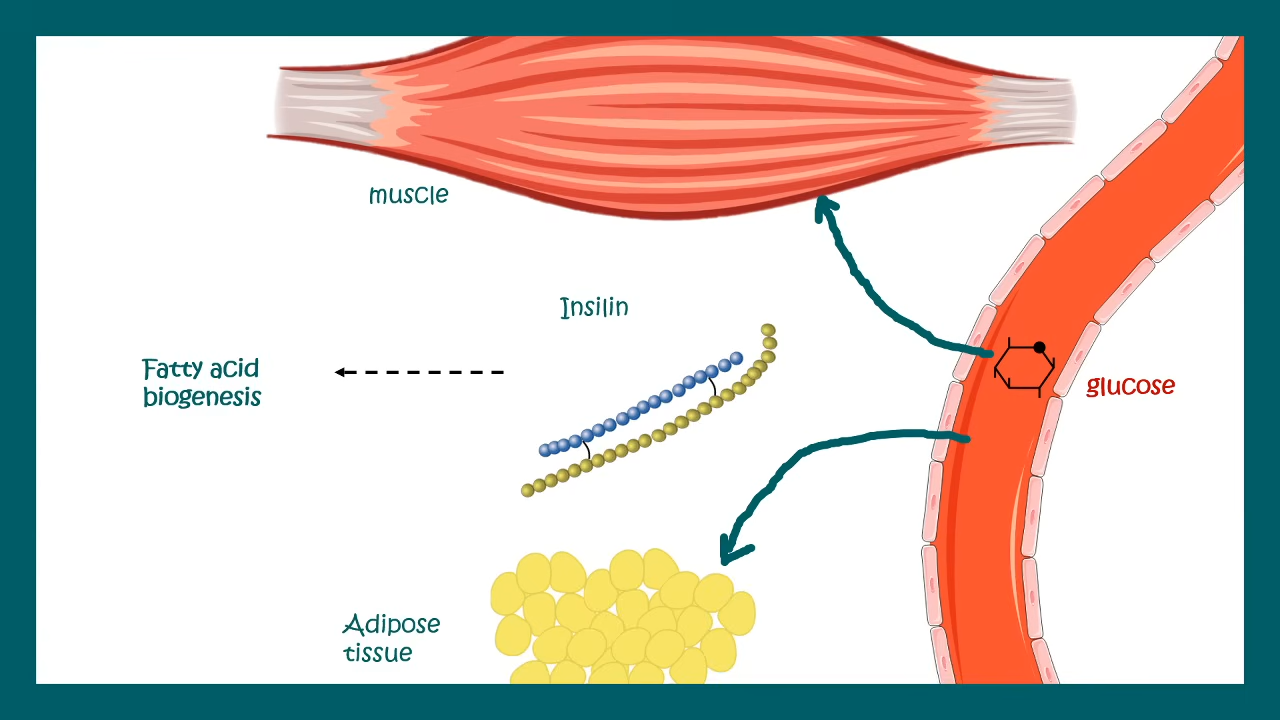 muscle
Insilin
Fatty acid
biogenesis
glucose
Adipose
tissue